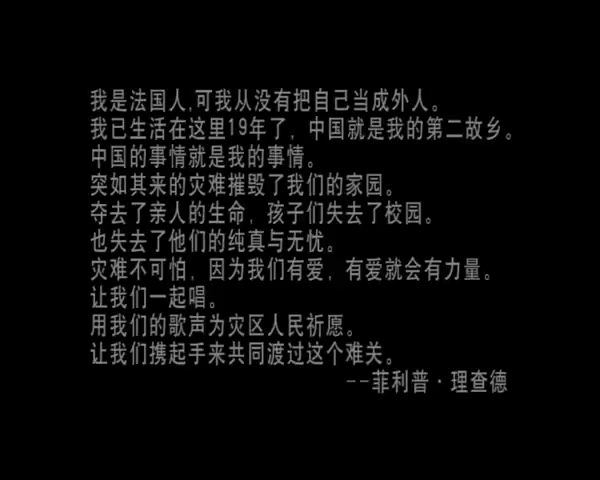 我是法国人,可我从没有把自己当成外人。
我已生活在这里19年了，中国就是我的第二故乡。
中国的事情就是我的事情。
突如其来的灾难摧毁了我们的家园。
夺去了亲人的生命，孩子们失去了校园。
也失去了他们的纯真与无忧。
灾难不可怕，因为我们有爱，有爱就会有力量。
让我们一起唱。
用我们的歌声为灾区人民祈愿。
让我们携起手来共同渡过这个难关。
--菲利普·理查德